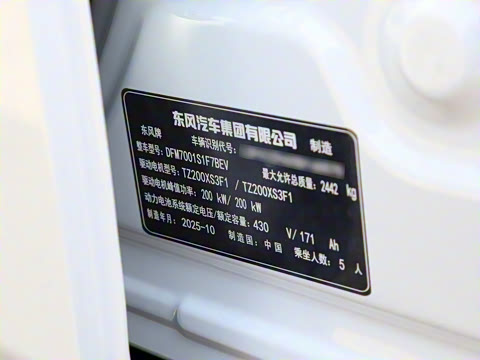 东风汽车集团有限公司 制造
东风牌 车辆识别代号:
整车型号: DFM7001S1F7BEV 最大允许总质量: 2442 kg
驱动电机型号: TZ200XS3F1 / TZ200XS3F1
驱动电机峰值功率: 200 kW/ 200 kW
动力电池系统额定电压/额定容量: 430 V/ 171 Ah
制造年月: 2025-10 制造国: 中国 乘坐人数: 5 人